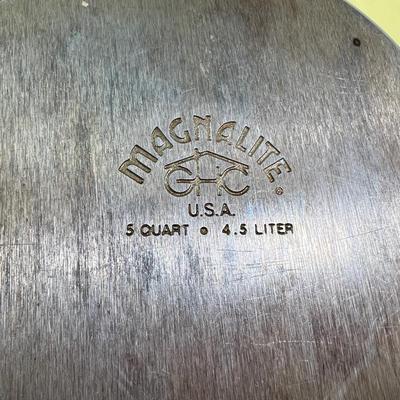 MAGNALITE®
GHC
U.S.A.
5 QUART • 4.5 LITER